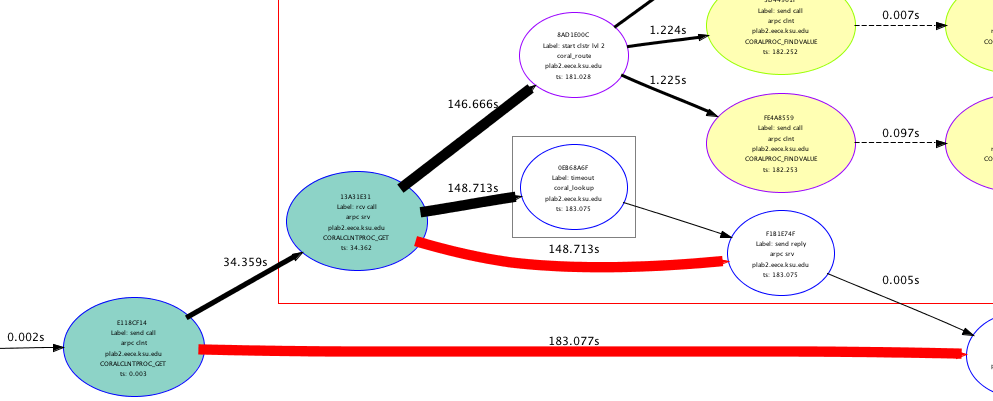 Label: send call
arpc clnt
plab2.eece.ksu.edu
CORALPROC_FINDVALUE
ts: 182.252
0.007s
8AD1E00C
Label: start clstr lvl 2
coral_route
plab2.eece.ksu.edu
ts: 181.028
1.224s
1.225s
FE4A8559
Label: send call
arpc clnt
plab2.eece.ksu.edu
CORALPROC_FINDVALUE
ts: 182.253
0.097s
146.666s
0EB68A6F
Label: timeout
coral_lookup
plab2.eece.ksu.edu
ts: 183.075
148.713s
13A31E31
Label: rcv call
arpc srv
plab2.eece.ksu.edu
CORALCLNTPROC_GET
ts: 34.362
148.713s
F1B1E74F
Label: send reply
arpc srv
plab2.eece.ksu.edu
ts: 183.075
34.359s
0.005s
0.002s
E118CF14
Label: send call
arpc clnt
plab2.eece.ksu.edu
CORALCLNTPROC_GET
ts: 0.003
183.077s